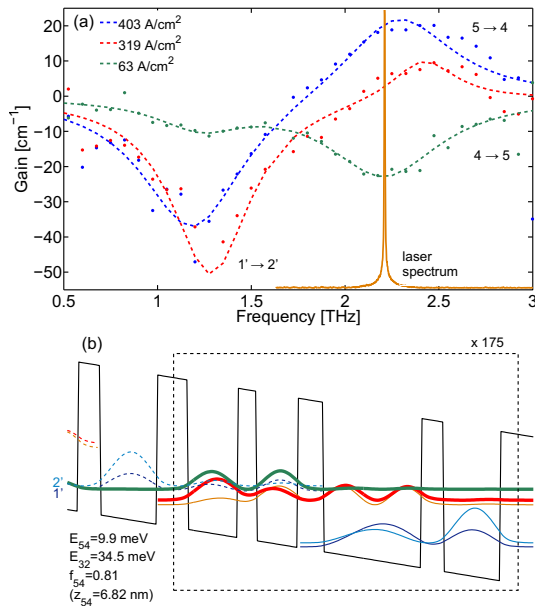 (a)
403 A/cm²
319 A/cm²
63 A/cm²
5 → 4
4 → 5
1' → 2'
laser
spectrum
20
10
0
−10
−20
−30
−40
−50
Gain [cm⁻¹]
0.5
1
1.5
2
2.5
3
Frequency [THz]
(b)
x 175
2'
1'
E₅₄=9.9 meV
E₃₂=34.5 meV
f₅₄=0.81
(z₅₄=6.82 nm)